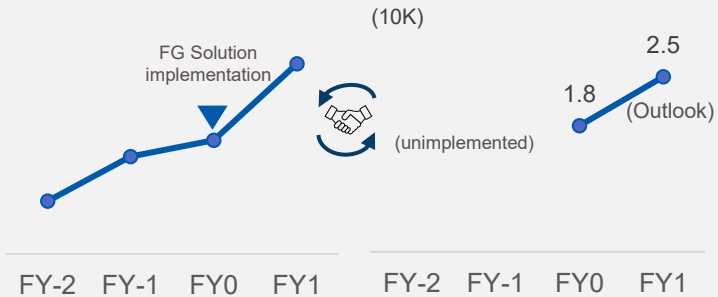 FG Solution
implementation
FY-2 FY-1 FY0 FY1
(10K)
2.5
1.8
(Outlook)
(unimplemented)
FY-2 FY-1 FY0 FY1